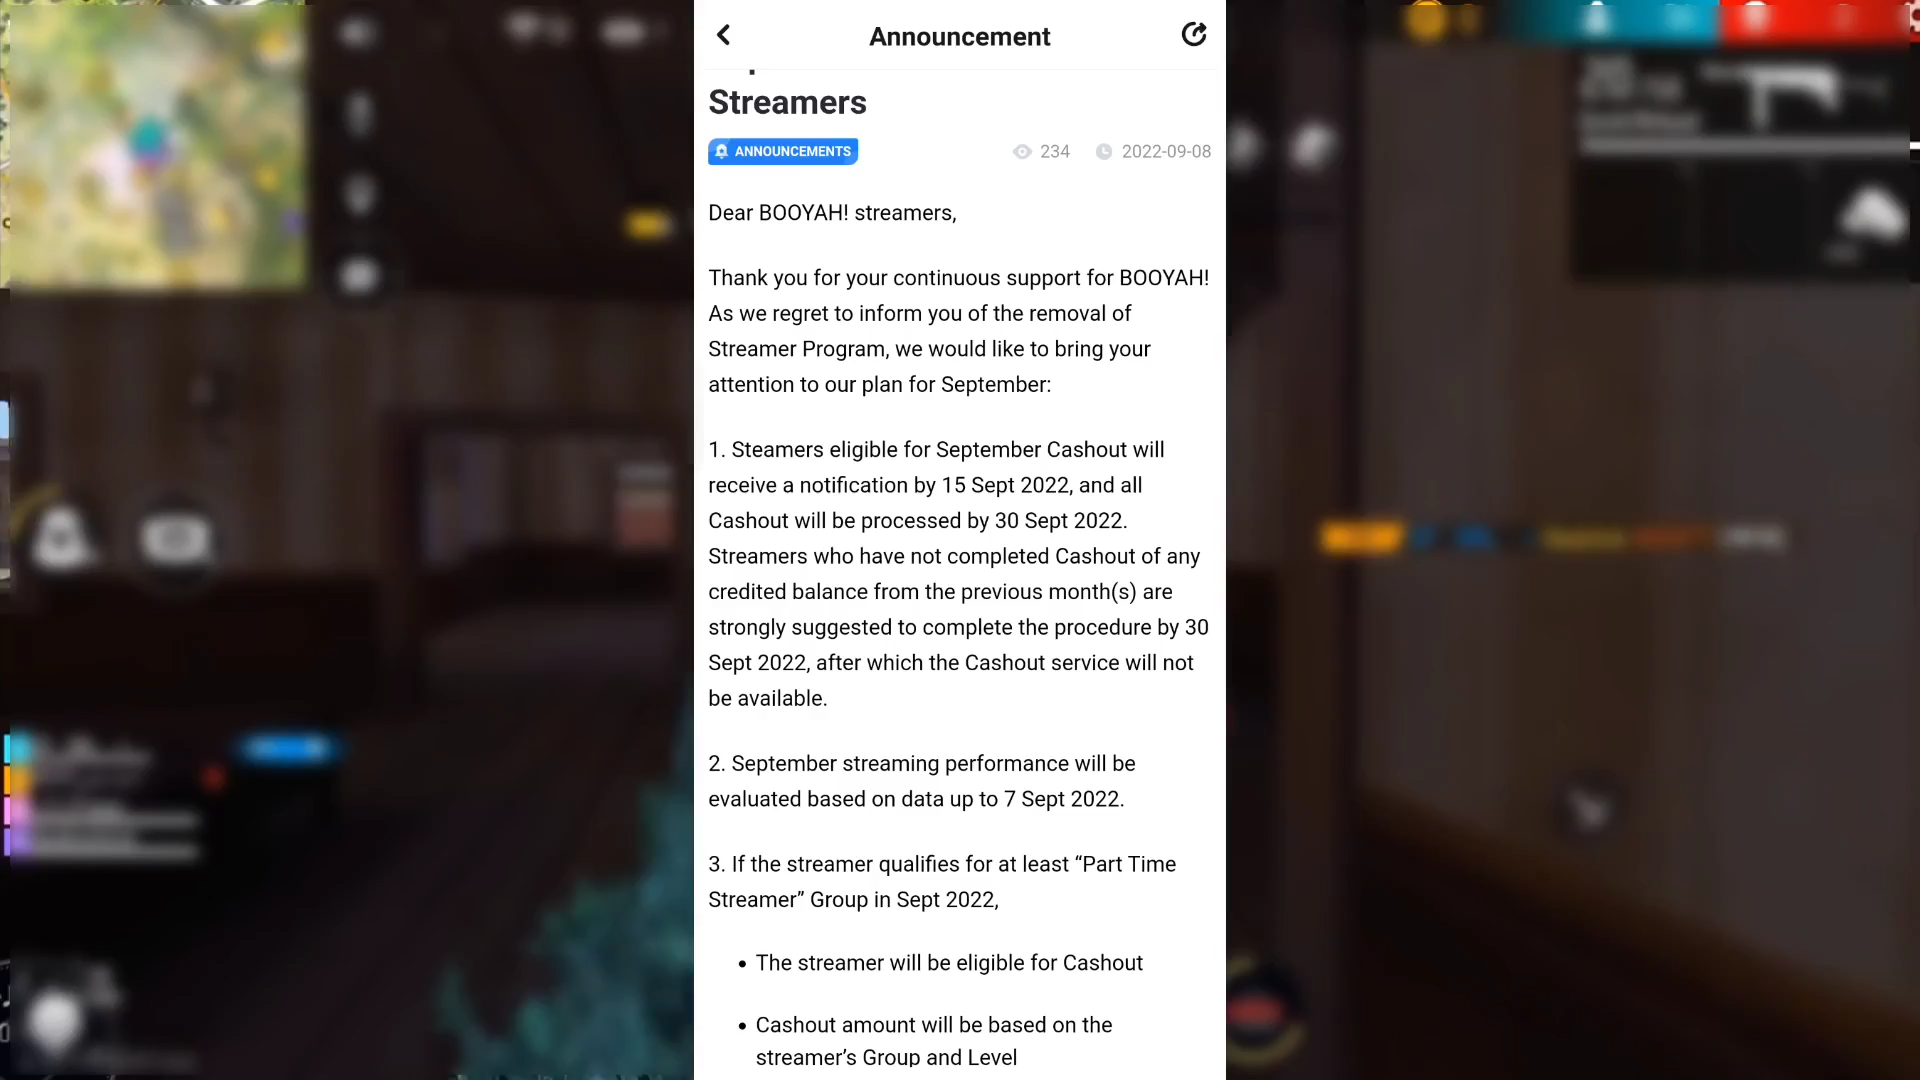 Announcement
Streamers
ANNOUNCEMENTS
234 2022-09-08
Dear BOOYAH! streamers,
Thank you for your continuous support for BOOYAH!
As we regret to inform you of the removal of
Streamer Program, we would like to bring your
attention to our plan for September:
1. Steamers eligible for September Cashout will
receive a notification by 15 Sept 2022, and all
Cashout will be processed by 30 Sept 2022.
Streamers who have not completed Cashout of any
credited balance from the previous month(s) are
strongly suggested to complete the procedure by 30
Sept 2022, after which the Cashout service will not
be available.
2. September streaming performance will be
evaluated based on data up to 7 Sept 2022.
3. If the streamer qualifies for at least “Part Time
Streamer” Group in Sept 2022,
• The streamer will be eligible for Cashout
• Cashout amount will be based on the
streamer’s Group and Level